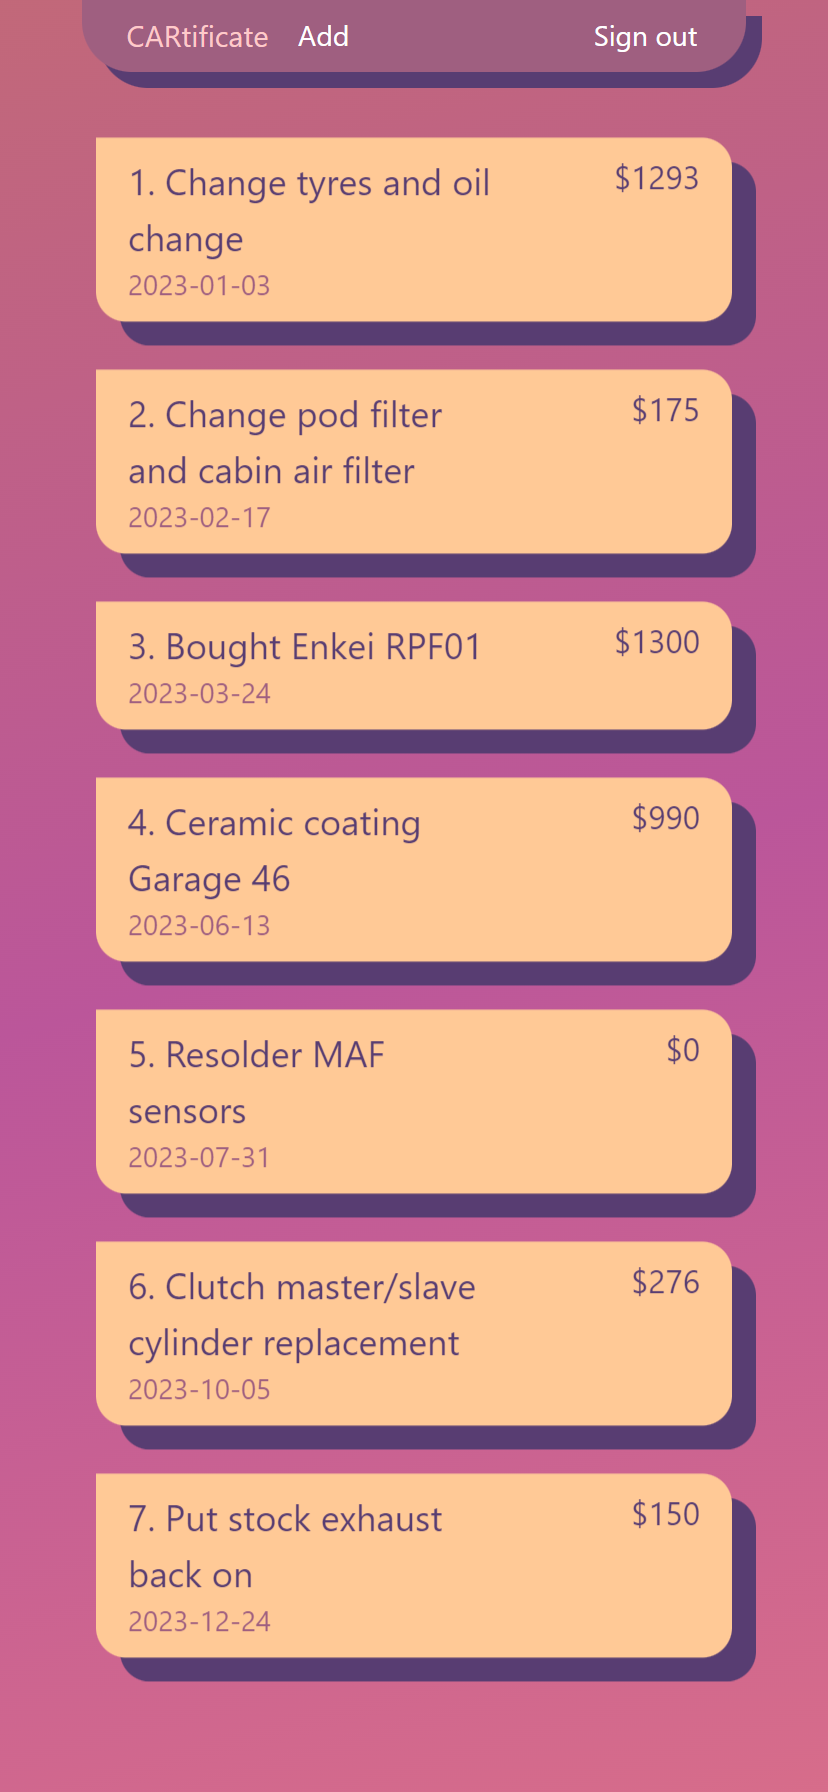 CARtificate Add Sign out
1. Change tyres and oil $1293
change
2023-01-03
2. Change pod filter $175
and cabin air filter
2023-02-17
3. Bought Enkei RPF01 $1300
2023-03-24
4. Ceramic coating $990
Garage 46
2023-06-13
5. Resolder MAF $0
sensors
2023-07-31
6. Clutch master/slave $276
cylinder replacement
2023-10-05
7. Put stock exhaust $150
back on
2023-12-24